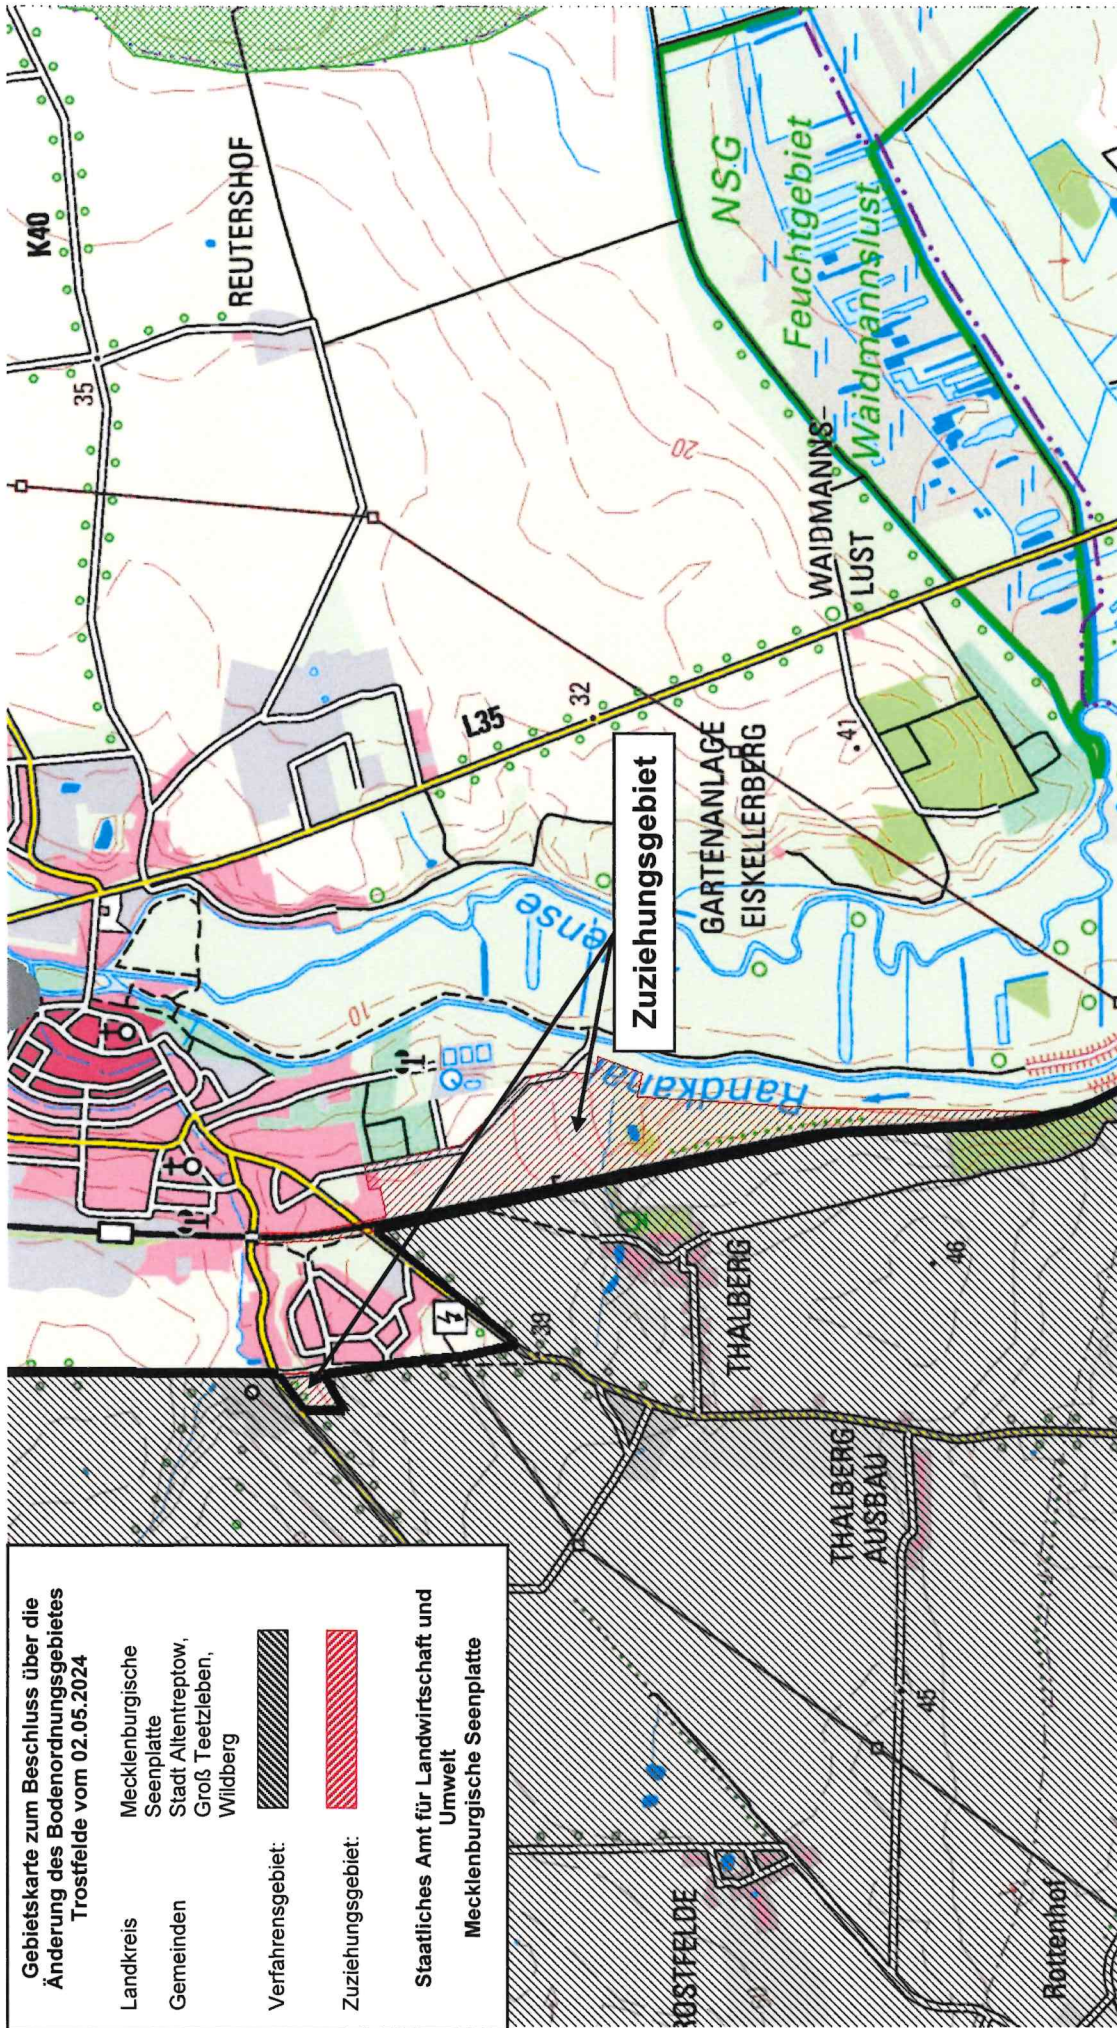 Gebietskarte zum Beschluss über die
Änderung des Bodenordnungsgebietes
Trostfelde vom 02.05.2024
Landkreis Mecklenburgische
Seenplatte
Gemeinden Stadt Altentreptow,
Groß Teetzleben,
Wildberg
Verfahrensgebiet:
Zuziehungsgebiet:
Staatliches Amt für Landwirtschaft und
Umwelt
Mecklenburgische Seenplatte
K40
35
REUTERSHOF
L35
32
20
10
NSG
Feuchtgebiet
Waidmannslust
WAIDMANNS-
LUST
41
GARTENANLAGE
EISKELLERBERG
Zuziehungsgebiet
ense
Randkanal
39
46
THALBERG
THALBERG
AUSBAU
45
ROSTFELDE
Rottenhof